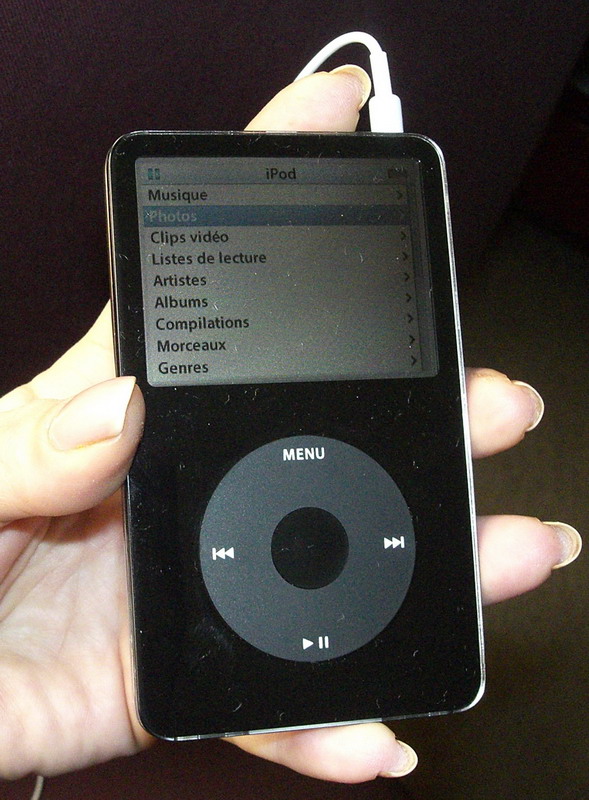 iPod
Musique
Photos
Clips vidéo
Listes de lecture
Artistes
Albums
Compilations
Morceaux
Genres
MENU